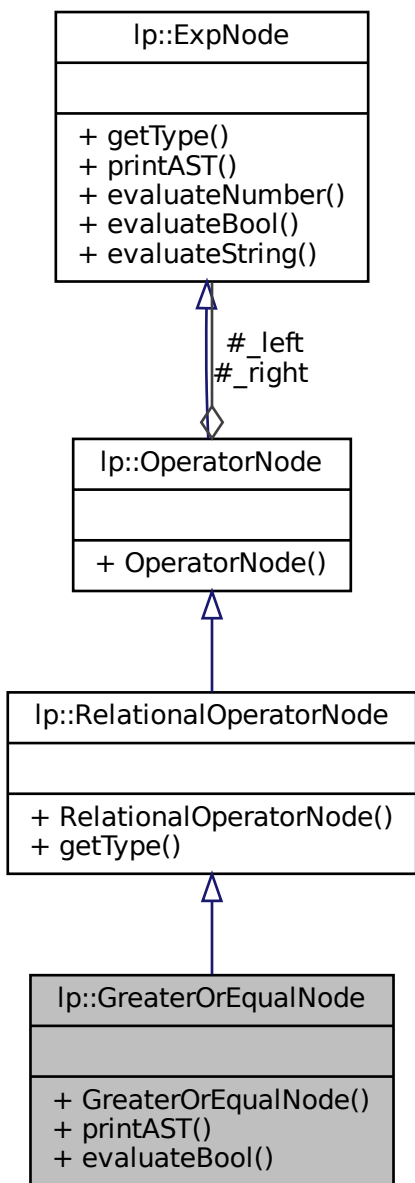 lp::ExpNode
+ getType()
+ printAST()
+ evaluateNumber()
+ evaluateBool()
+ evaluateString()
#_left
#_right
lp::OperatorNode
+ OperatorNode()
lp::RelationalOperatorNode
+ RelationalOperatorNode()
+ getType()
lp::GreaterOrEqualNode
+ GreaterOrEqualNode()
+ printAST()
+ evaluateBool()